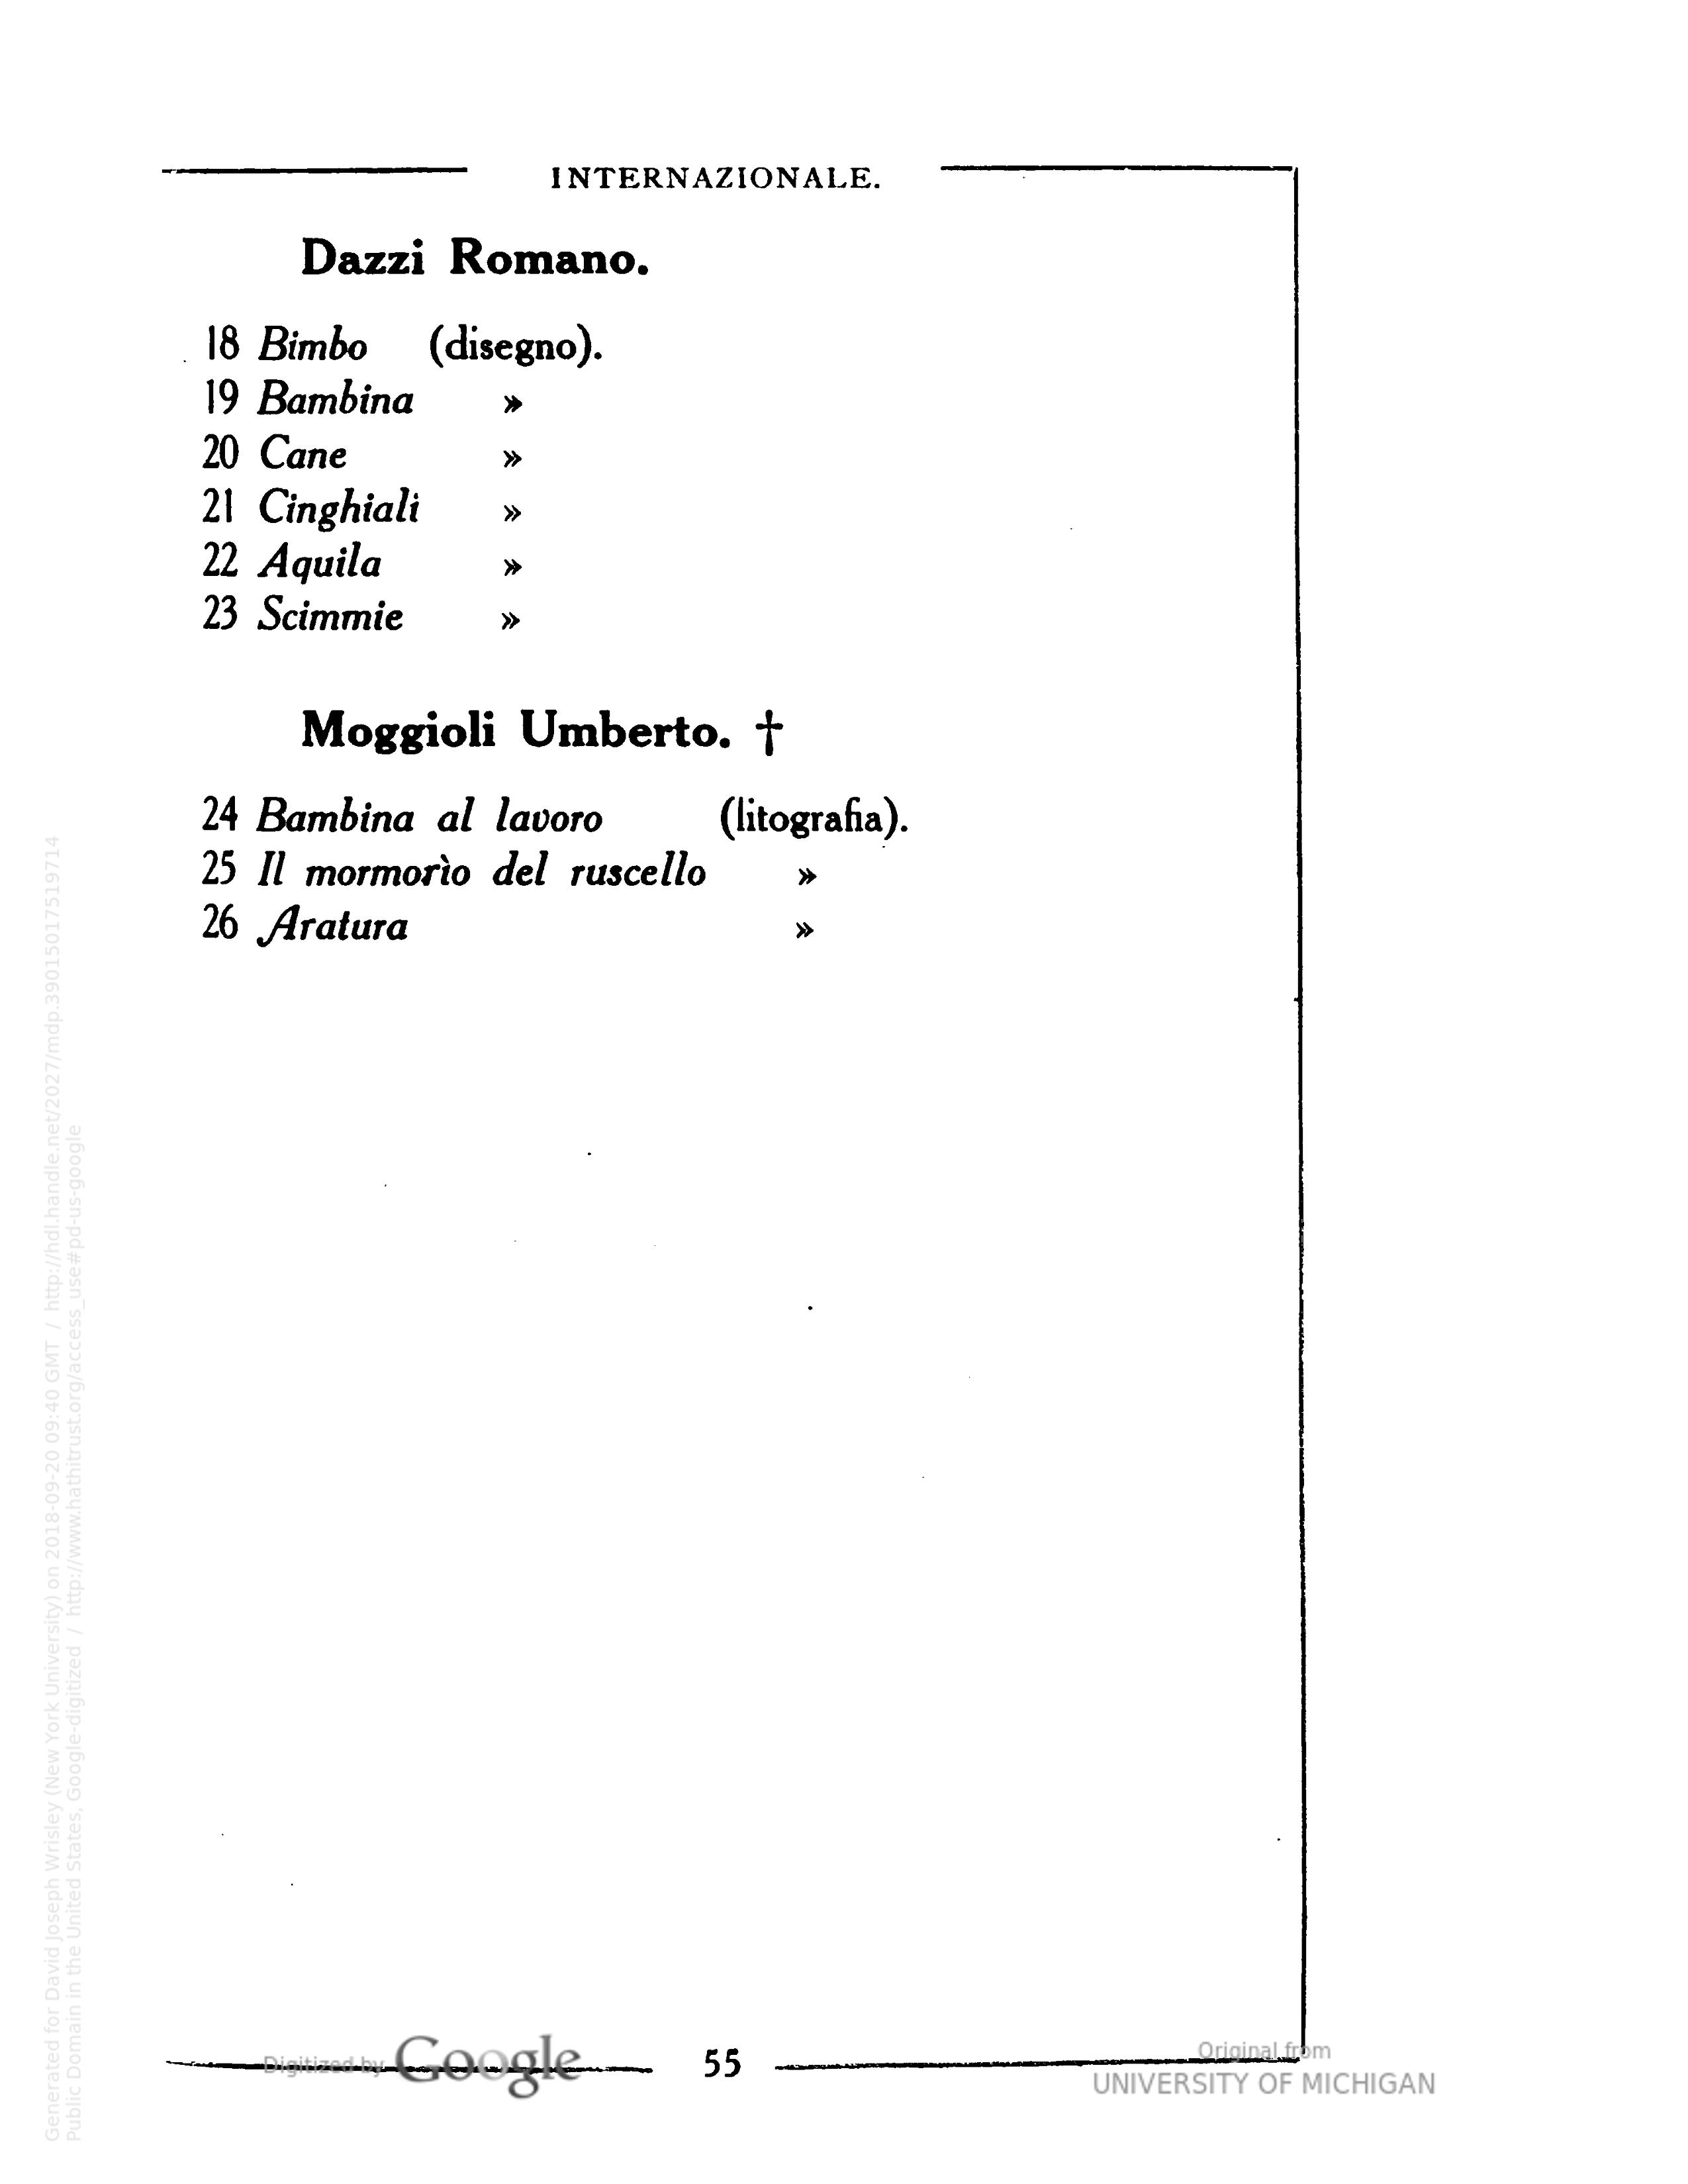 INTERNAZIONALE.
Dazzi Romano.
18 Bimbo (disegno).
19 Bambina »
20 Cane »
21 Cinghiali »
22 Aquila »
23 Scimmie »
Moggioli Umberto. †
24 Bambina al lavoro (litografia).
25 Il mormorìo del ruscello »
26 Aratura »
55
Digitized by Google
Original from
UNIVERSITY OF MICHIGAN
Generated for David Joseph Wrisley (New York University) on 2018-09-20 09:40 GMT / http://hdl.handle.net/2027/mdp.39015017519714
Public Domain in the United States, Google-digitized / http://www.hathitrust.org/access_use#pd-us-google